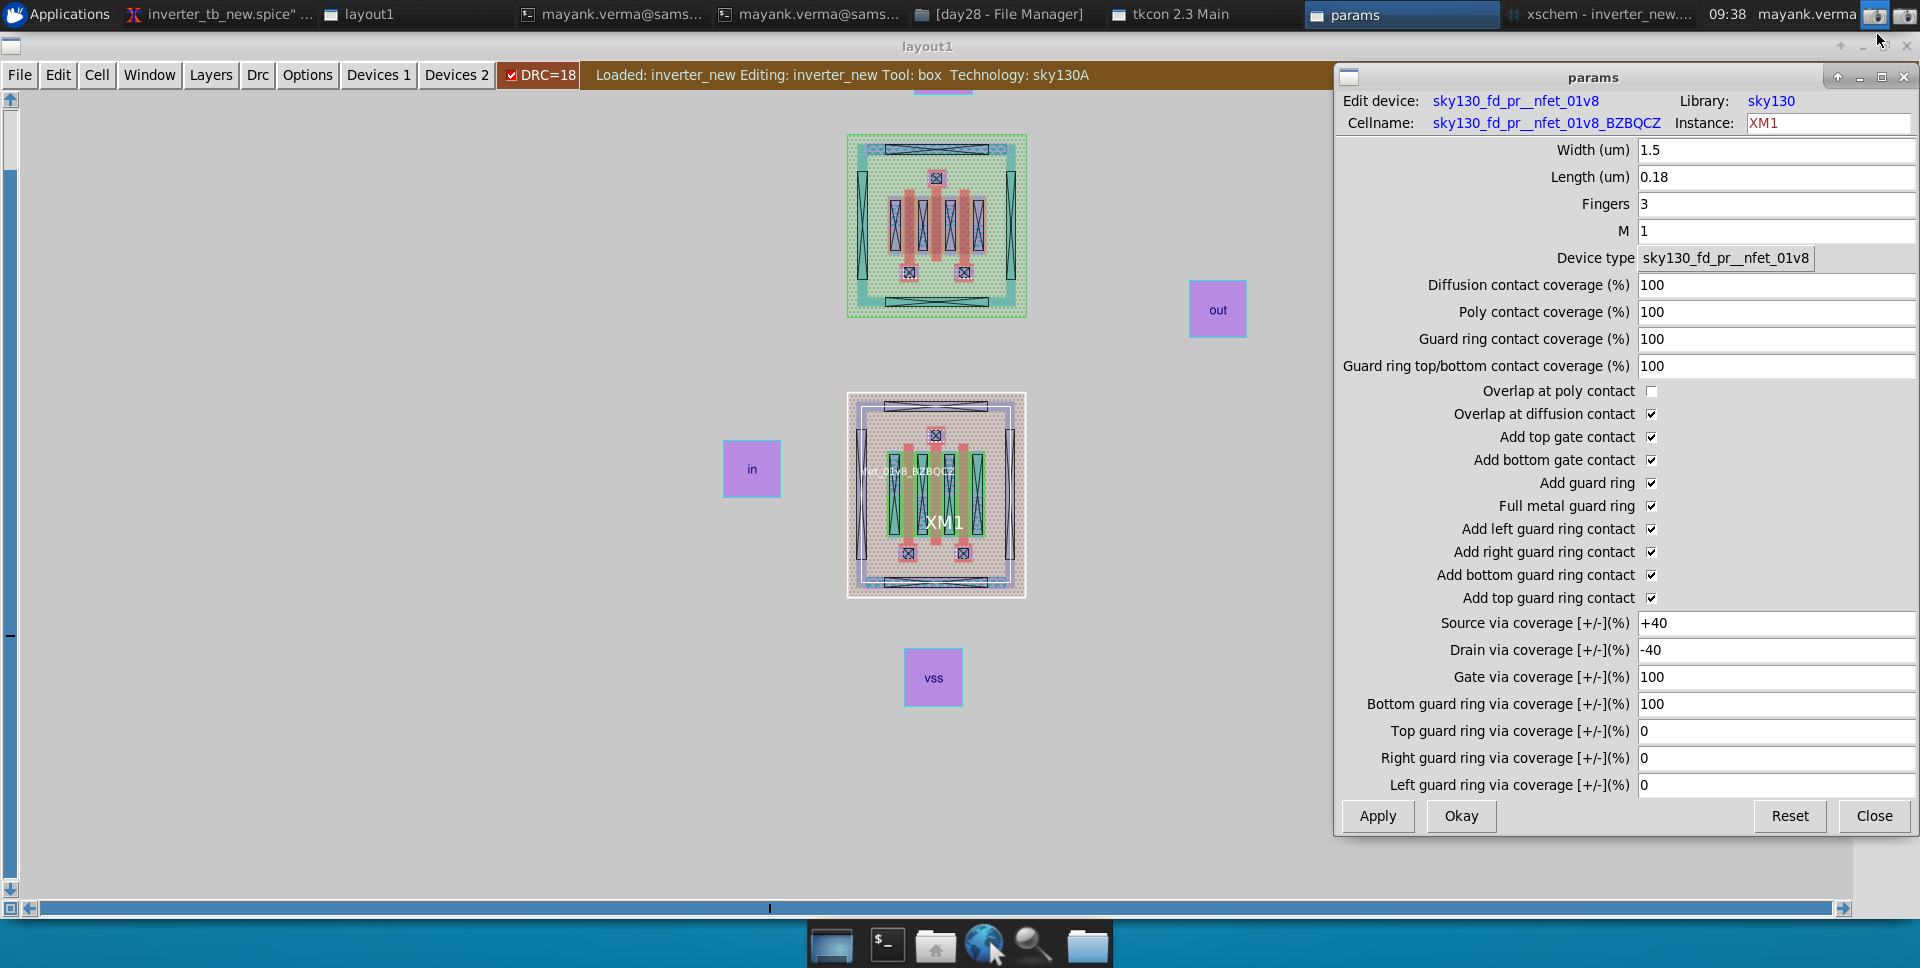 Applications
inverter_tb_new.spice" ...
layout1
mayank.verma@sams...
mayank.verma@sams...
[day28 - File Manager]
tkcon 2.3 Main
params
xschem - inverter_new....
09:38
mayank.verma
layout1
File
Edit
Cell
Window
Layers
Drc
Options
Devices 1
Devices 2
DRC=18
Loaded: inverter_new Editing: inverter_new Tool: box Technology: sky130A
out
in
fet_01v8_BZBQCZ
XM1
vss
params
Edit device: sky130_fd_pr__nfet_01v8 Library: sky130
Cellname: sky130_fd_pr__nfet_01v8_BZBQCZ Instance: XM1
Width (um) 1.5
Length (um) 0.18
Fingers 3
M 1
Device type sky130_fd_pr__nfet_01v8
Diffusion contact coverage (%) 100
Poly contact coverage (%) 100
Guard ring contact coverage (%) 100
Guard ring top/bottom contact coverage (%) 100
Overlap at poly contact
Overlap at diffusion contact
Add top gate contact
Add bottom gate contact
Add guard ring
Full metal guard ring
Add left guard ring contact
Add right guard ring contact
Add bottom guard ring contact
Add top guard ring contact
Source via coverage [+/-](%) +40
Drain via coverage [+/-](%) -40
Gate via coverage [+/-](%) 100
Bottom guard ring via coverage [+/-](%) 100
Top guard ring via coverage [+/-](%) 0
Right guard ring via coverage [+/-](%) 0
Left guard ring via coverage [+/-](%) 0
Apply
Okay
Reset
Close
$_